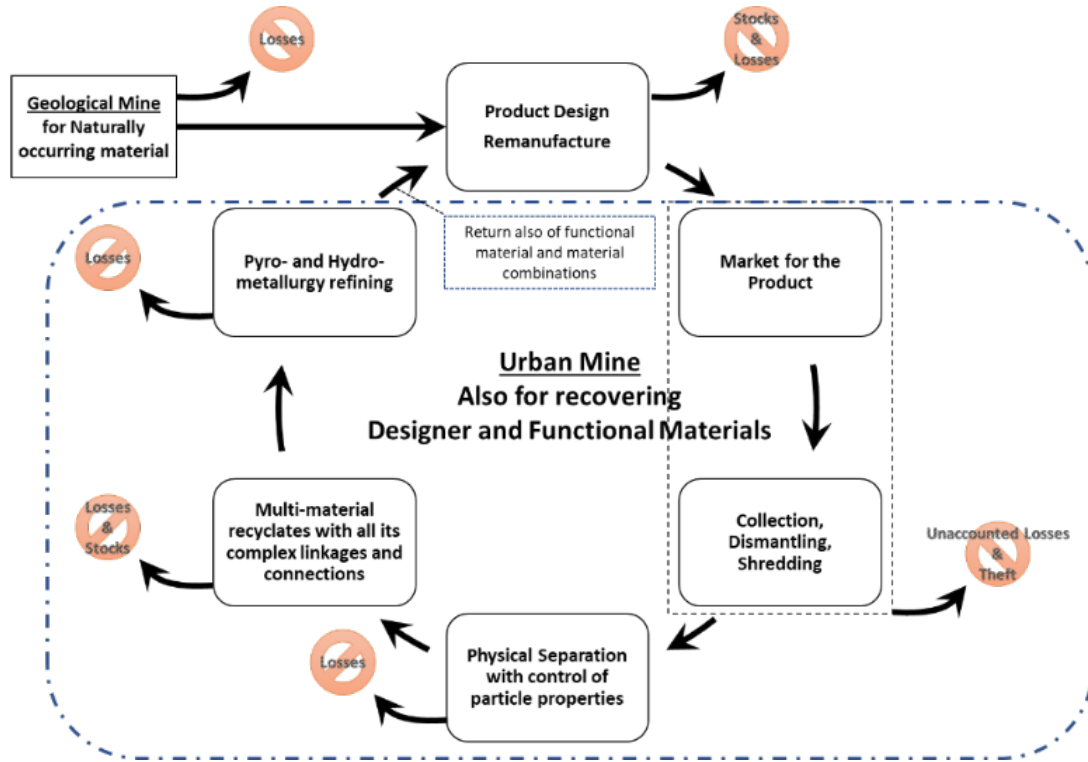 Losses
Stocks
&
Losses
Geological Mine
for Naturally
occurring material
Product Design
Remanufacture
Return also of functional
material and material
combinations
Pyro- and Hydro-
metallurgy refining
Losses
Market for the
Product
Urban Mine
Also for recovering
Designer and Functional Materials
Multi-material
recyclates with all its
complex linkages and
connections
Losses
&
Stocks
Collection,
Dismantling,
Shredding
Unaccounted Losses
&
Theft
Physical Separation
with control of
particle properties
Losses